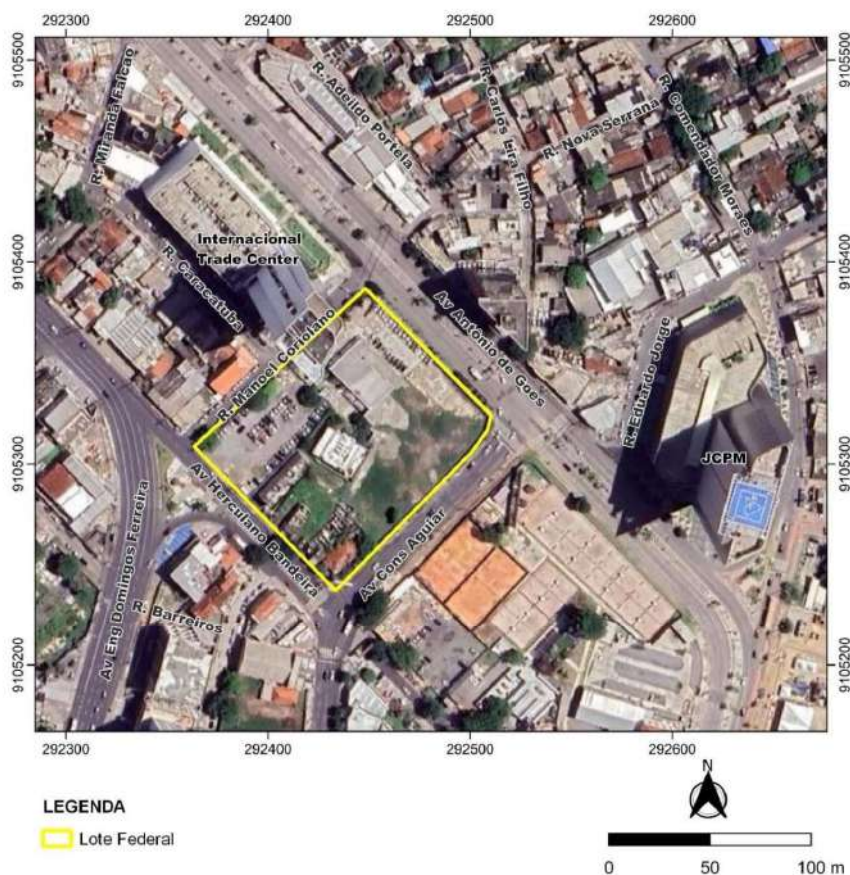 292300 292400 292500 292600
9105500
9105400
9105300
9105200
9105500
9105400
9105300
9105200
R. Miranda Falcao
R. Adeildo Portela
R. Carlos Lira Filho
R. Nova Serrana
R. Comendador Moraes
Internacional
Trade Center
R. Caracatuba
R. Manoel Coriolano
Av Antônio de Goes
R. Eduardo Jorge
JCPM
Av Herculano Bandeira
Av Cons Aguiar
Av Eng Domingos Ferreira
R. Barreiros
292300 292400 292500 292600
LEGENDA
Lote Federal
N
0 50 100 m